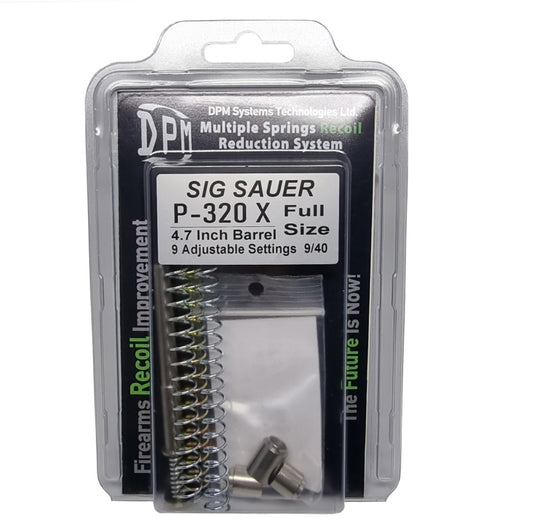 DPM
DPM Systems Technologies Ltd.
Multiple Springs Recoil
Reduction System
SIG SAUER
P-320 X Full Size
4.7 Inch Barrel
9 Adjustable Settings 9/40
Firearms Recoil Improvement
The Future Is Now!